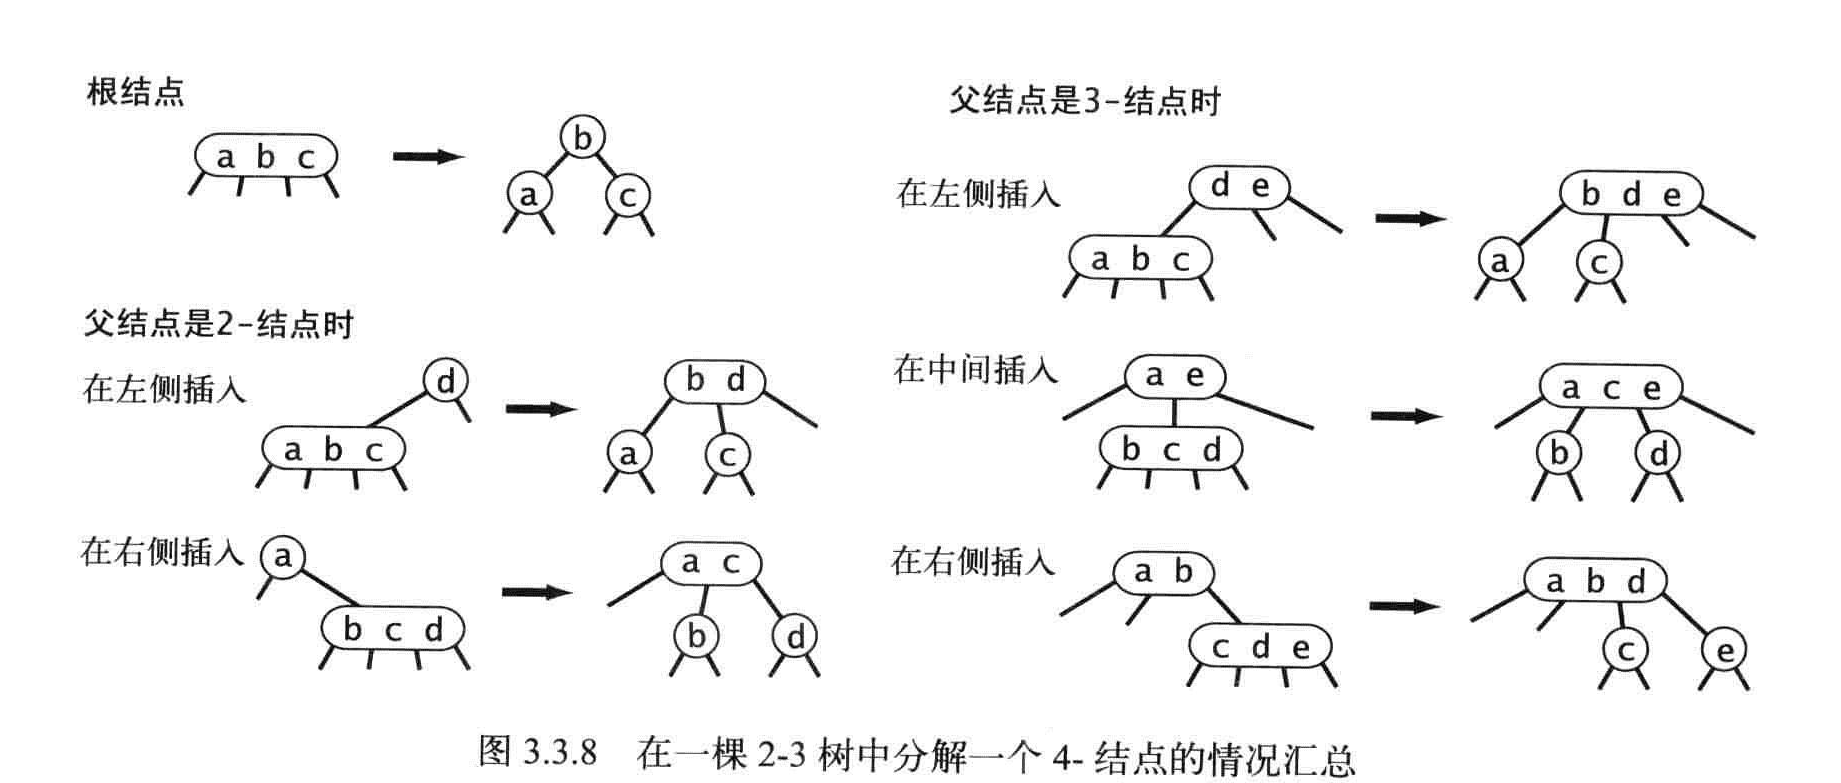 根结点
a b c
b
a
c
父结点是2-结点时
在左侧插入
d
a b c
b d
a
c
在右侧插入
a
b c d
a c
b
d
父结点是3-结点时
在左侧插入
d e
a b c
b d e
a
c
在中间插入
a e
b c d
a c e
b
d
在右侧插入
a b
c d e
a b d
c
e
图 3.3.8 在一棵 2-3 树中分解一个 4- 结点的情况汇总